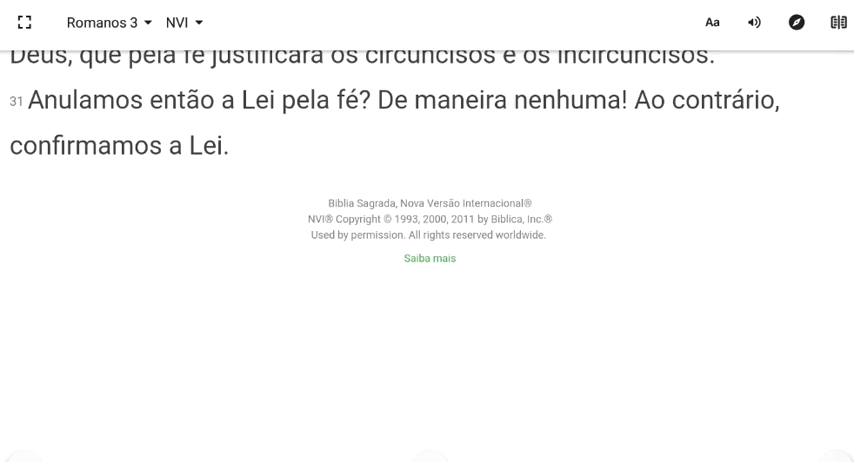 Romanos 3 NVI Aa
Deus, que pela fé justificará os circuncisos e os incircuncisos.
31 Anulamos então a Lei pela fé? De maneira nenhuma! Ao contrário,
confirmamos a Lei.
Bíblia Sagrada, Nova Versão Internacional®
NVI® Copyright © 1993, 2000, 2011 by Biblica, Inc.®
Used by permission. All rights reserved worldwide.
Saiba mais